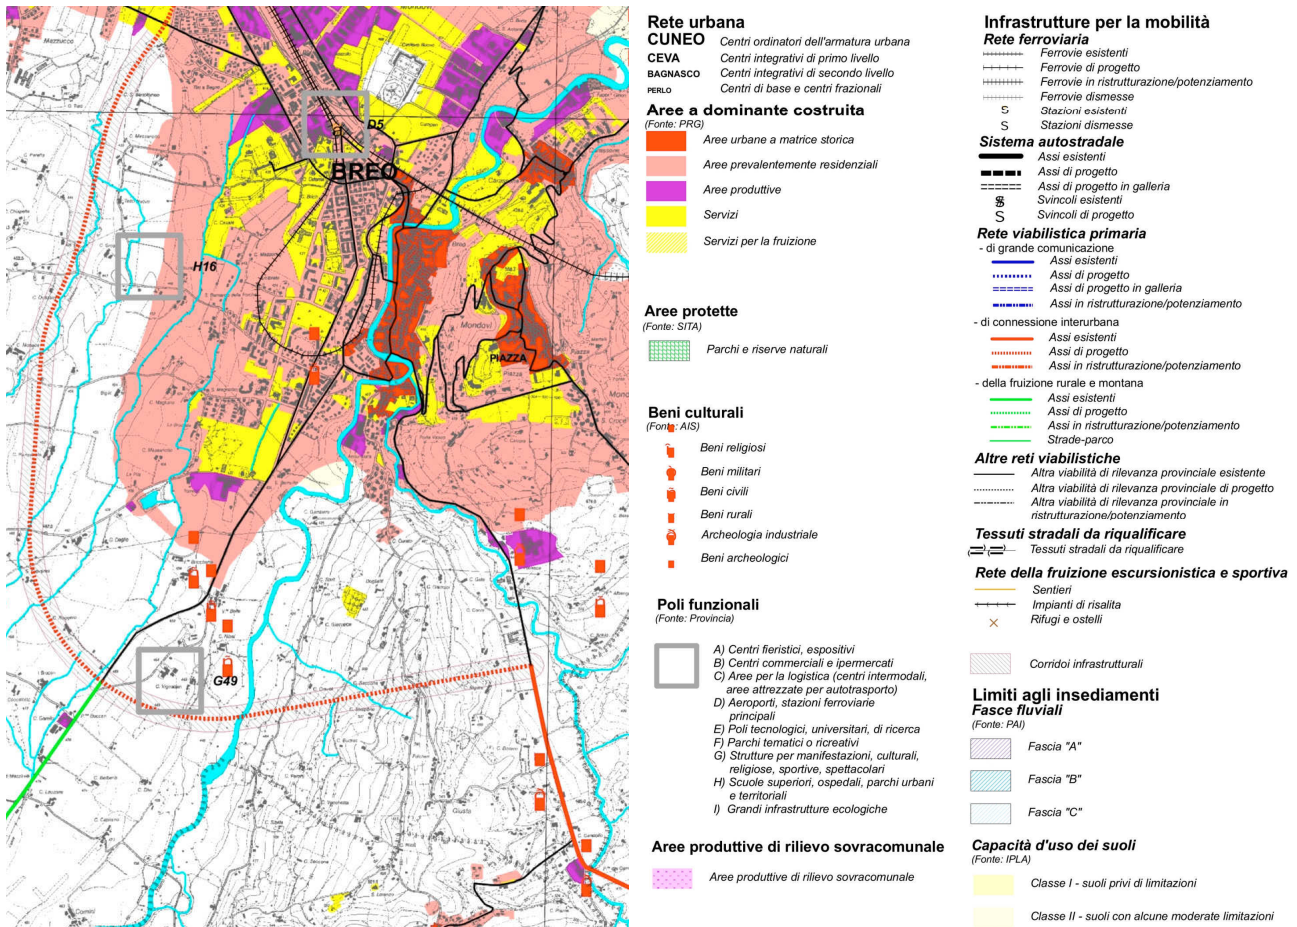 BREO
D5
H16
Mondovi
PIAZZA
G49
Rete urbana
CUNEO Centri ordinatori dell'armatura urbana
CEVA Centri integrativi di primo livello
BAGNASCO Centri integrativi di secondo livello
PERLO Centri di base e centri frazionali
Aree a dominante costruita
(Fonte: PRG)
Aree urbane a matrice storica
Aree prevalentemente residenziali
Aree produttive
Servizi
Servizi per la fruizione
Aree protette
(Fonte: SITA)
Parchi e riserve naturali
Beni culturali
(Fonte: AIS)
Beni religiosi
Beni militari
Beni civili
Beni rurali
Archeologia industriale
Beni archeologici
Poli funzionali
(Fonte: Provincia)
A) Centri fieristici, espositivi
B) Centri commerciali e ipermercati
C) Aree per la logistica (centri intermodali,
aree attrezzate per autotrasporto)
D) Aeroporti, stazioni ferroviarie
principali
E) Poli tecnologici, universitari, di ricerca
F) Parchi tematici o ricreativi
G) Strutture per manifestazioni, culturali,
religiose, sportive, spettacolari
H) Scuole superiori, ospedali, parchi urbani
e territoriali
I) Grandi infrastrutture ecologiche
Aree produttive di rilievo sovracomunale
Aree produttive di rilievo sovracomunale
Infrastrutture per la mobilità
Rete ferroviaria
Ferrovie esistenti
Ferrovie di progetto
Ferrovie in ristrutturazione/potenziamento
Ferrovie dismesse
S Stazioni esistenti
S Stazioni dismesse
Sistema autostradale
Assi esistenti
Assi di progetto
Assi di progetto in galleria
Svincoli esistenti
S Svincoli di progetto
Rete viabilistica primaria
- di grande comunicazione
Assi esistenti
Assi di progetto
Assi di progetto in galleria
Assi in ristrutturazione/potenziamento
- di connessione interurbana
Assi esistenti
Assi di progetto
Assi in ristrutturazione/potenziamento
- della fruizione rurale e montana
Assi esistenti
Assi di progetto
Assi in ristrutturazione/potenziamento
Strade-parco
Altre reti viabilistiche
Altra viabilità di rilevanza provinciale esistente
Altra viabilità di rilevanza provinciale di progetto
Altra viabilità di rilevanza provinciale in
ristrutturazione/potenziamento
Tessuti stradali da riqualificare
Tessuti stradali da riqualificare
Rete della fruizione escursionistica e sportiva
Sentieri
Impianti di risalita
Rifugi e ostelli
Corridoi infrastrutturali
Limiti agli insediamenti
Fasce fluviali
(Fonte: PAI)
Fascia "A"
Fascia "B"
Fascia "C"
Capacità d'uso dei suoli
(Fonte: IPLA)
Classe I - suoli privi di limitazioni
Classe II - suoli con alcune moderate limitazioni